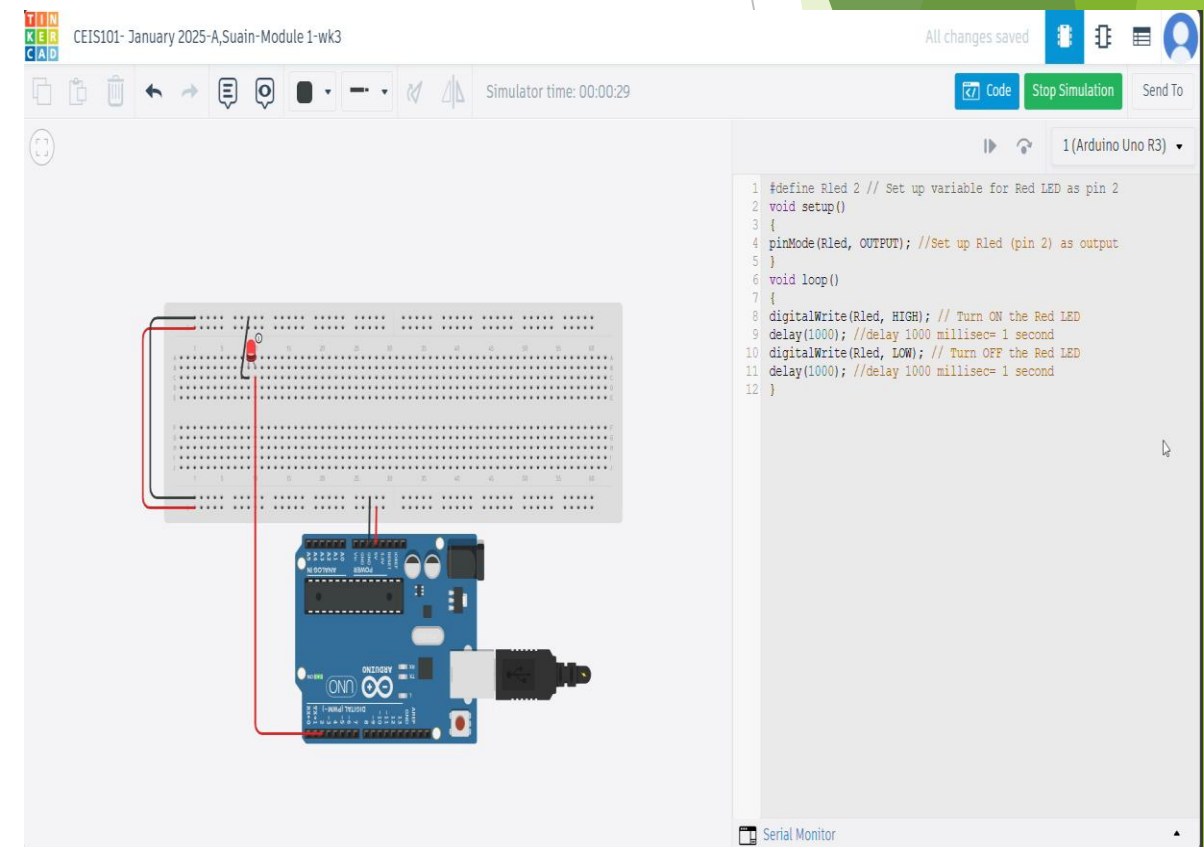 TIN
KER
CAD
CEIS101- January 2025-A,Suain-Module 1-wk3
All changes saved
Simulator time: 00:00:29
Code
Stop Simulation
Send To
1 (Arduino Uno R3)
1 #define Rled 2 // Set up variable for Red LED as pin 2
2 void setup()
3 {
4 pinMode(Rled, OUTPUT); //Set up Rled (pin 2) as output
5 }
6 void loop()
7 {
8 digitalWrite(Rled, HIGH); // Turn ON the Red LED
9 delay(1000); //delay 1000 millisec= 1 second
10 digitalWrite(Rled, LOW); // Turn OFF the Red LED
11 delay(1000); //delay 1000 millisec= 1 second
12 }
ANALOG IN
POWER
ARDUINO
UNO
DIGITAL (PWM~)
Serial Monitor